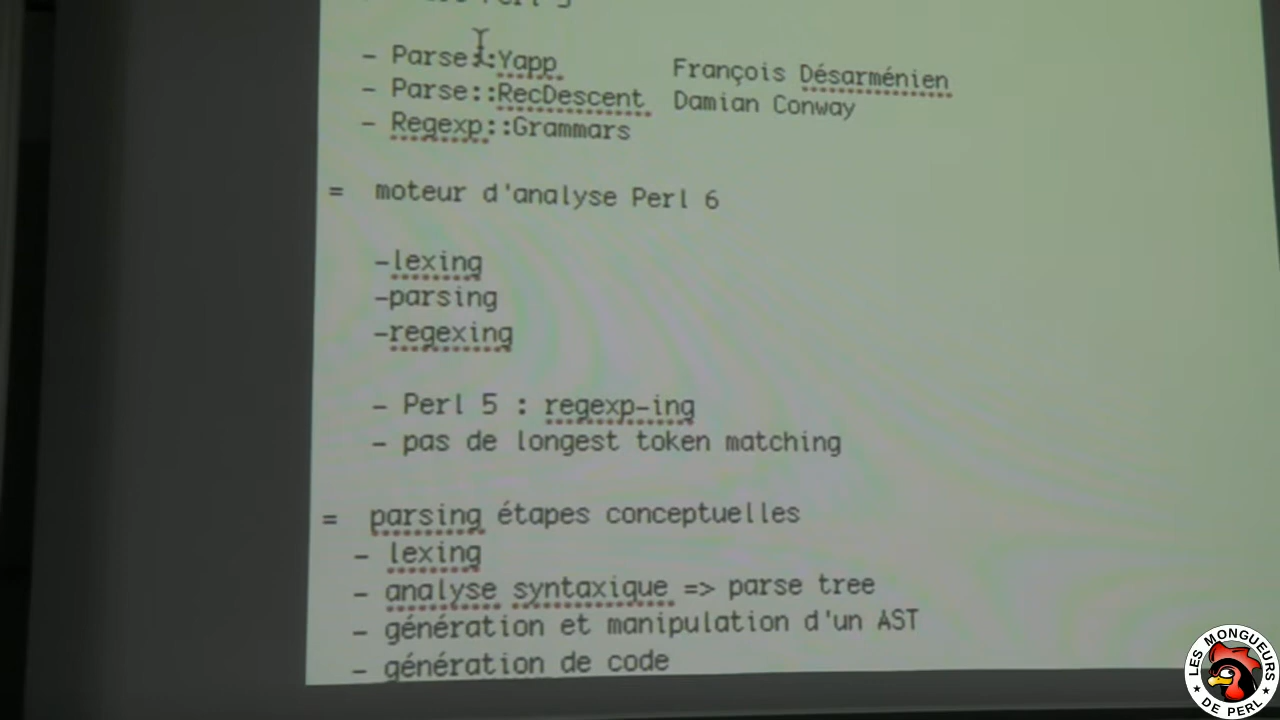 Perl 5
- Parse::Yapp François Désarménien
- Parse::RecDescent Damian Conway
- Regexp::Grammars
= moteur d'analyse Perl 6
-lexing
-parsing
-regexing
- Perl 5 : regexp-ing
- pas de longest token matching
= parsing étapes conceptuelles
- lexing
- analyse syntaxique => parse tree
- génération et manipulation d'un AST
- génération de code
LES MONGUEURS
DE PERL